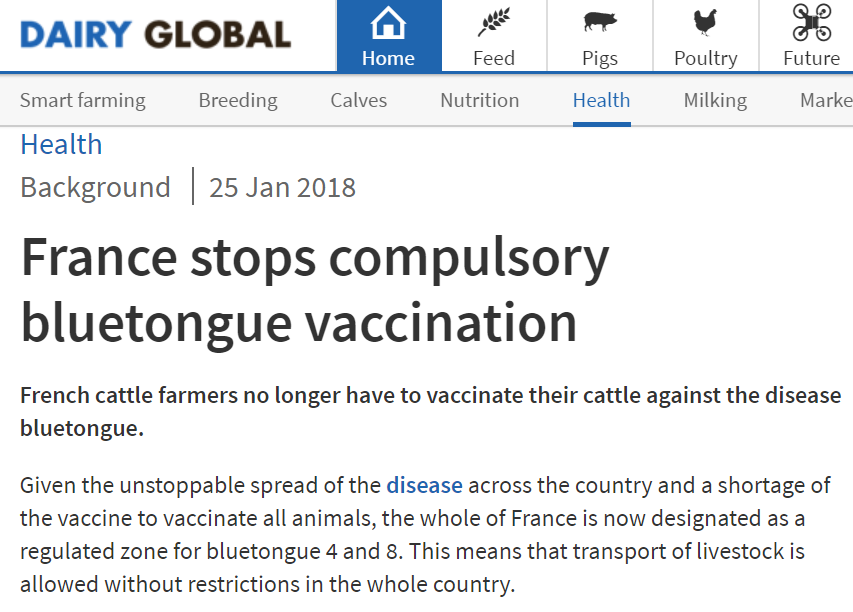 DAIRY GLOBAL
Home
Feed
Pigs
Poultry
Future
Smart farming
Breeding
Calves
Nutrition
Health
Milking
Marke
Health
Background | 25 Jan 2018
France stops compulsory
bluetongue vaccination
French cattle farmers no longer have to vaccinate their cattle against the disease
bluetongue.
Given the unstoppable spread of the disease across the country and a shortage of
the vaccine to vaccinate all animals, the whole of France is now designated as a
regulated zone for bluetongue 4 and 8. This means that transport of livestock is
allowed without restrictions in the whole country.